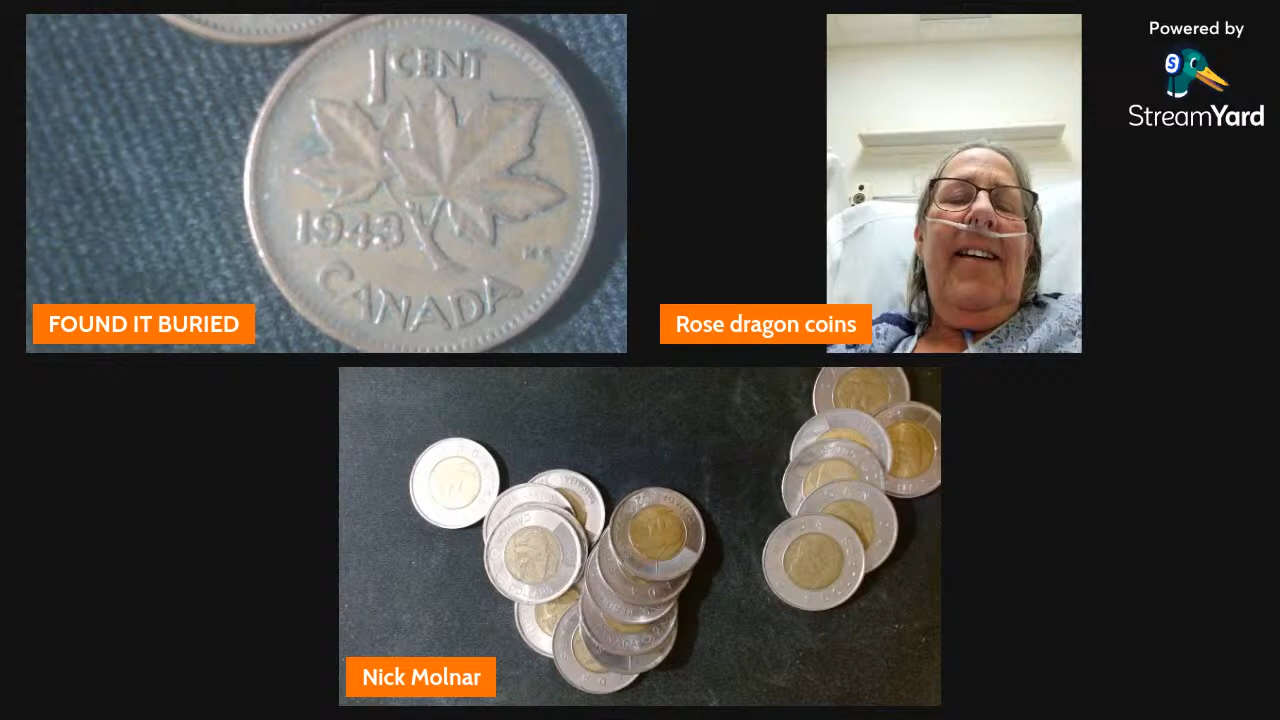 1 CENT
1943
CANADA
FOUND IT BURIED
Rose dragon coins
Powered by
S
StreamYard
Nick Molnar